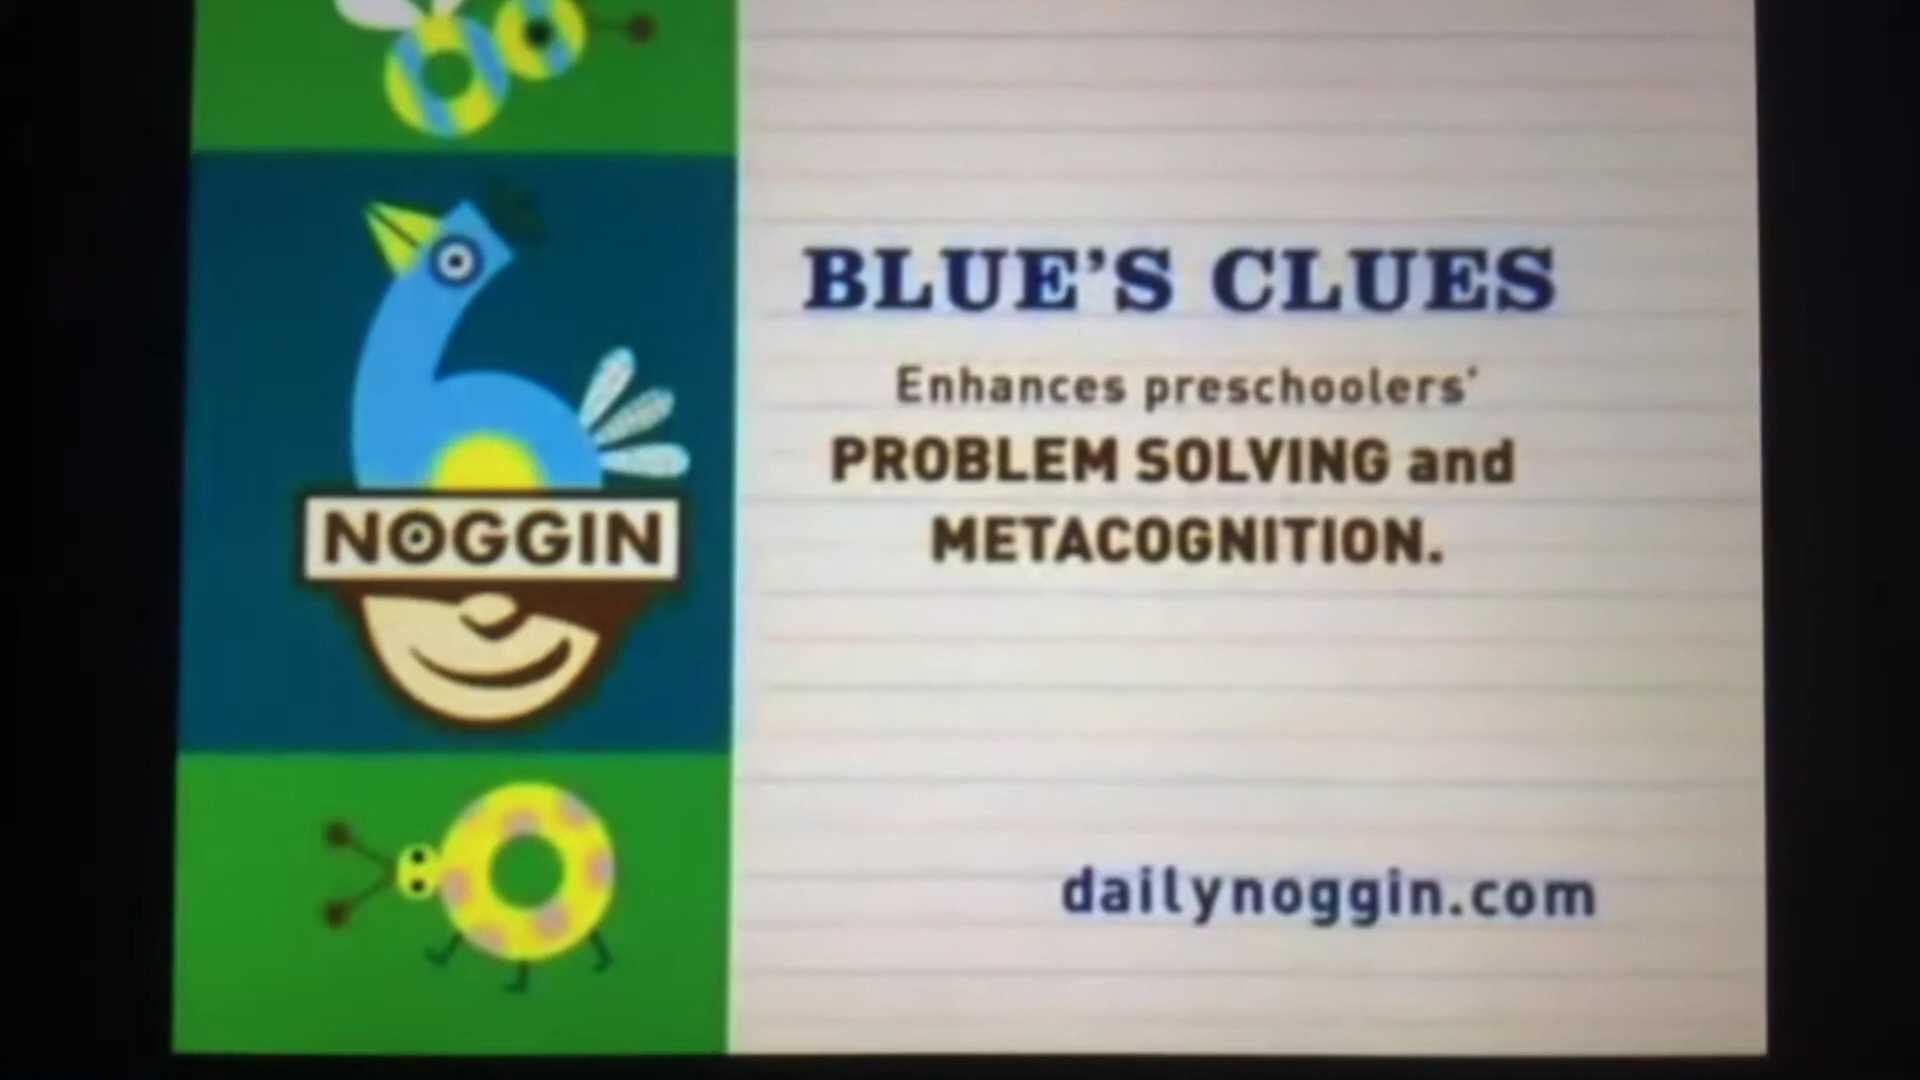 NOGGIN
BLUE'S CLUES
Enhances preschoolers'
PROBLEM SOLVING and
METACOGNITION.
dailynoggin.com